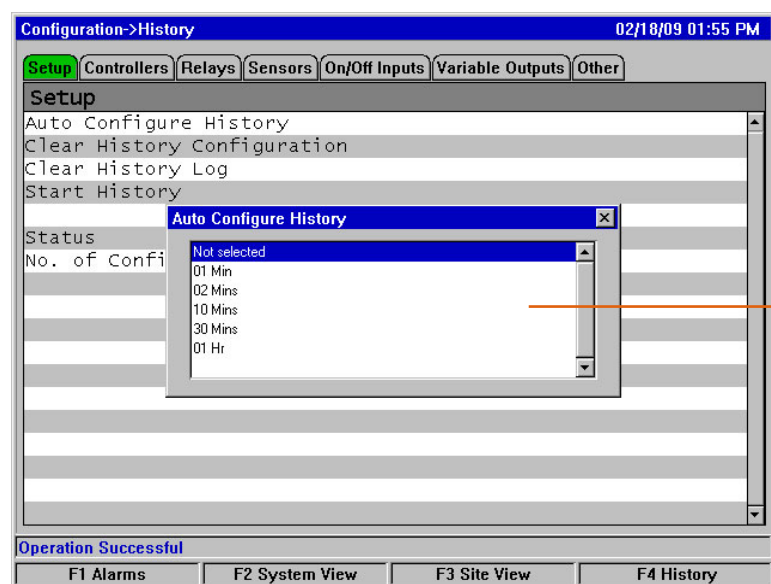 Configuration->History 02/18/09 01:55 PM
Setup Controllers Relays Sensors On/Off Inputs Variable Outputs Other
Setup
Auto Configure History
Clear History Configuration
Clear History Log
Start History
Auto Configure History
Status
No. of Confi
Not selected
01 Min
02 Mins
10 Mins
30 Mins
01 Hr
Operation Successful
F1 Alarms F2 System View F3 Site View F4 History